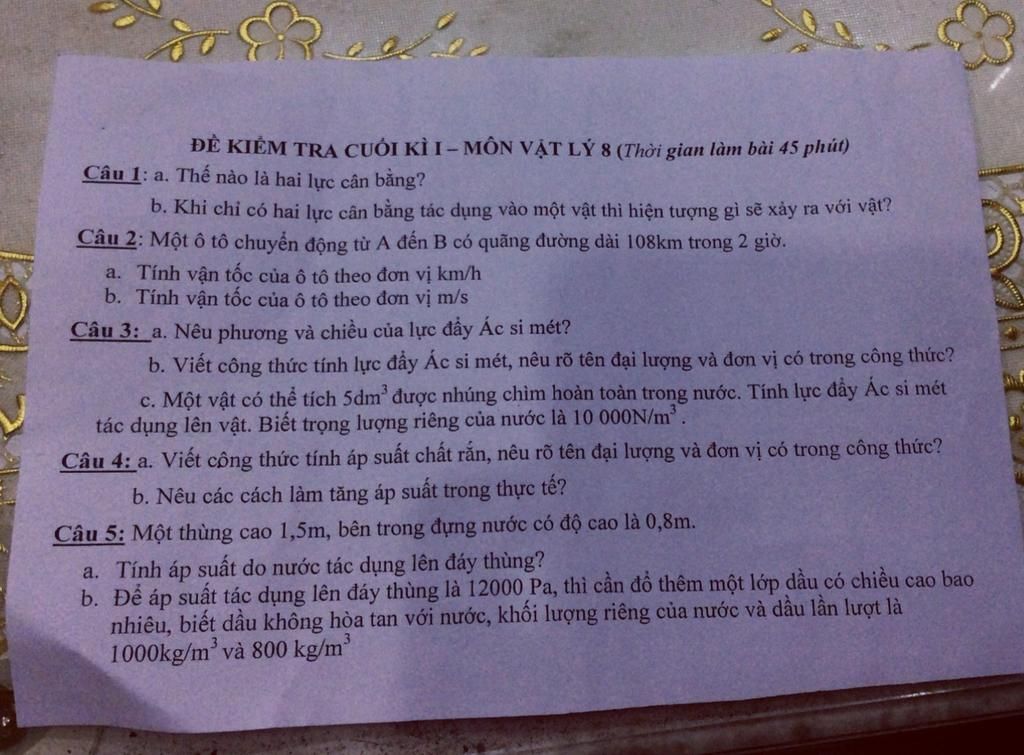 ĐỀ KIỂM TRA CUỐI KÌ I – MÔN VẬT LÝ 8 (Thời gian làm bài 45 phút)
Câu 1: a. Thế nào là hai lực cân bằng?
b. Khi chỉ có hai lực cân bằng tác dụng vào một vật thì hiện tượng gì sẽ xảy ra với vật?
Câu 2: Một ô tô chuyển động từ A đến B có quãng đường dài 108km trong 2 giờ.
a. Tính vận tốc của ô tô theo đơn vị km/h
b. Tính vận tốc của ô tô theo đơn vị m/s
Câu 3: a. Nêu phương và chiều của lực đẩy Ác si mét?
b. Viết công thức tính lực đẩy Ác si mét, nêu rõ tên đại lượng và đơn vị có trong công thức?
c. Một vật có thể tích 5dm³ được nhúng chìm hoàn toàn trong nước. Tính lực đẩy Ác si mét
tác dụng lên vật. Biết trọng lượng riêng của nước là 10 000N/m³.
Câu 4: a. Viết công thức tính áp suất chất rắn, nêu rõ tên đại lượng và đơn vị có trong công thức?
b. Nêu các cách làm tăng áp suất trong thực tế?
Câu 5: Một thùng cao 1,5m, bên trong đựng nước có độ cao là 0,8m.
a. Tính áp suất do nước tác dụng lên đáy thùng?
b. Để áp suất tác dụng lên đáy thùng là 12000 Pa, thì cần đổ thêm một lớp dầu có chiều cao bao
nhiêu, biết dầu không hòa tan với nước, khối lượng riêng của nước và dầu lần lượt là
1000kg/m³ và 800 kg/m³